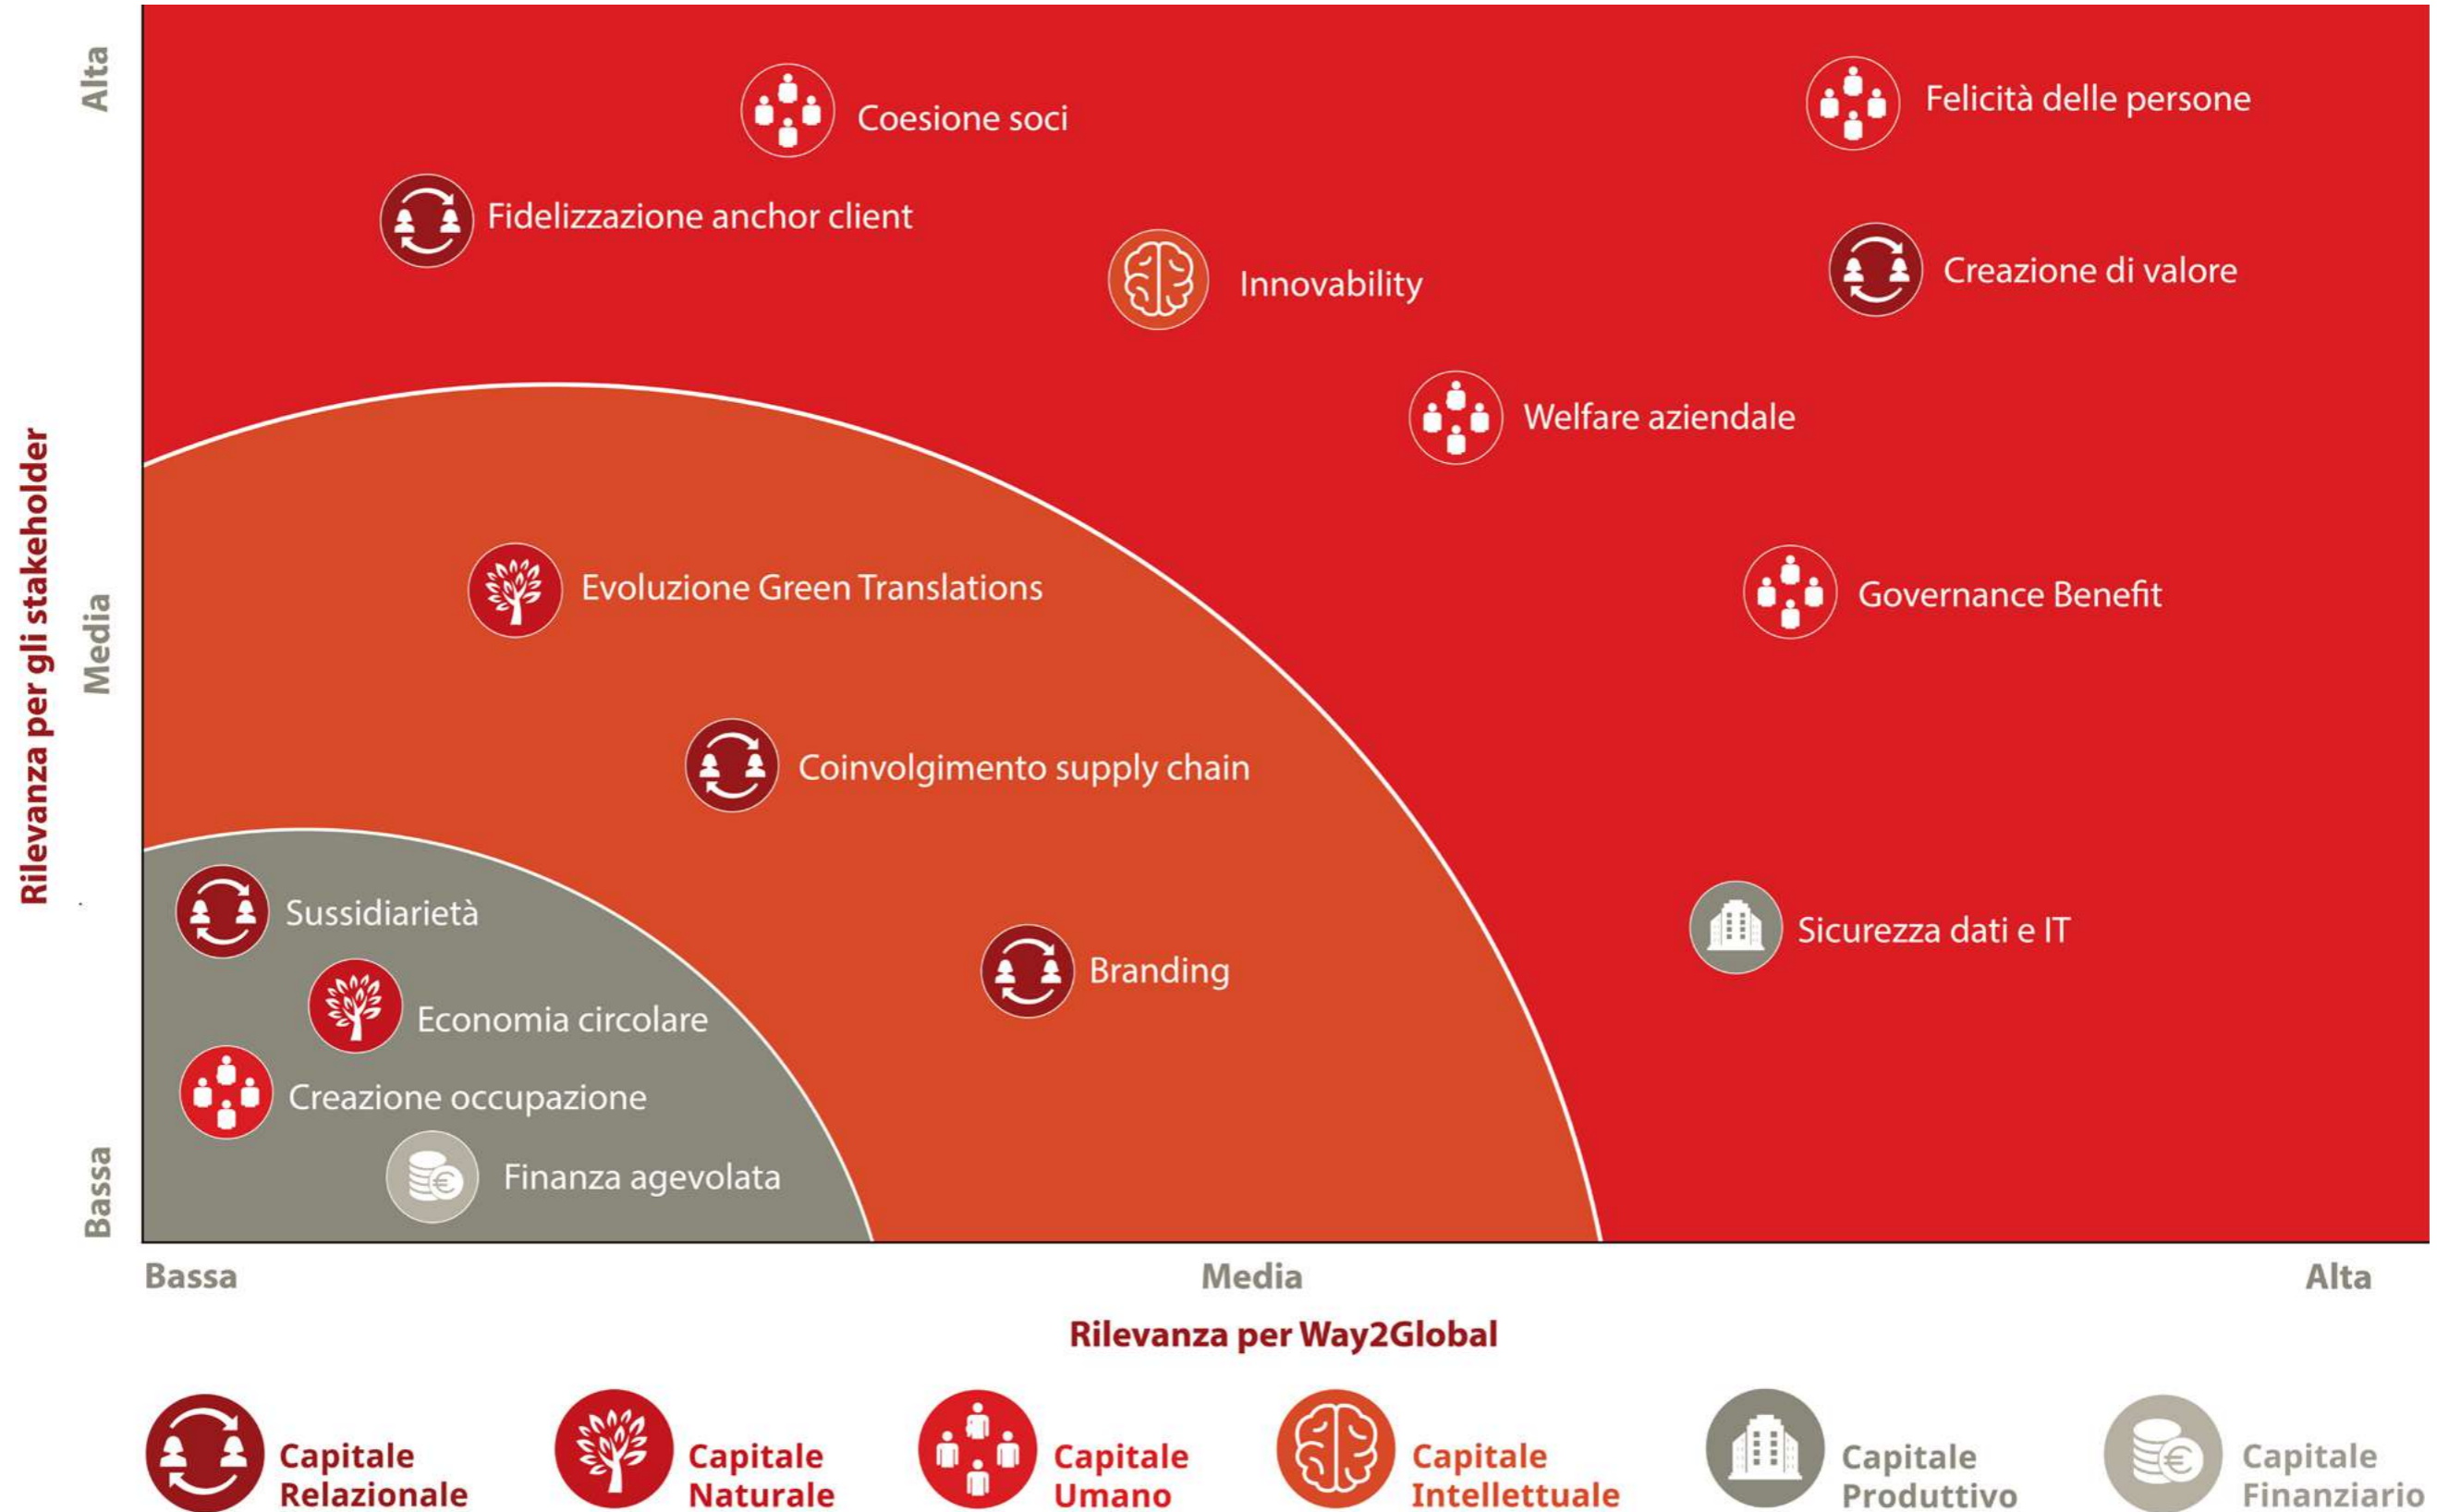 Rilevanza per gli stakeholder
Alta
Media
Bassa
Coesione soci
Felicità delle persone
Fidelizzazione anchor client
Innovability
Creazione di valore
Welfare aziendale
Evoluzione Green Translations
Governance Benefit
Coinvolgimento supply chain
Sussidiarietà
Sicurezza dati e IT
Branding
Economia circolare
Creazione occupazione
Finanza agevolata
Bassa
Media
Alta
Rilevanza per Way2Global
Capitale
Relazionale
Capitale
Naturale
Capitale
Umano
Capitale
Intellettuale
Capitale
Produttivo
Capitale
Finanziario